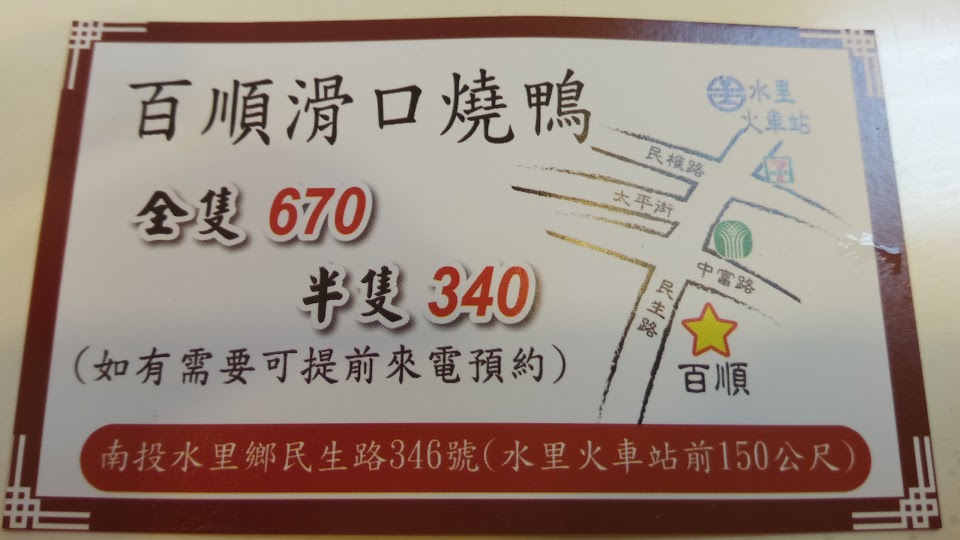 百順滑口燒鴨
全隻 670
半隻 340
(如有需要可提前來電預約)
水里
火車站
民權路
太平街
中富路
民生路
百順
南投水里鄉民生路346號(水里火車站前150公尺)